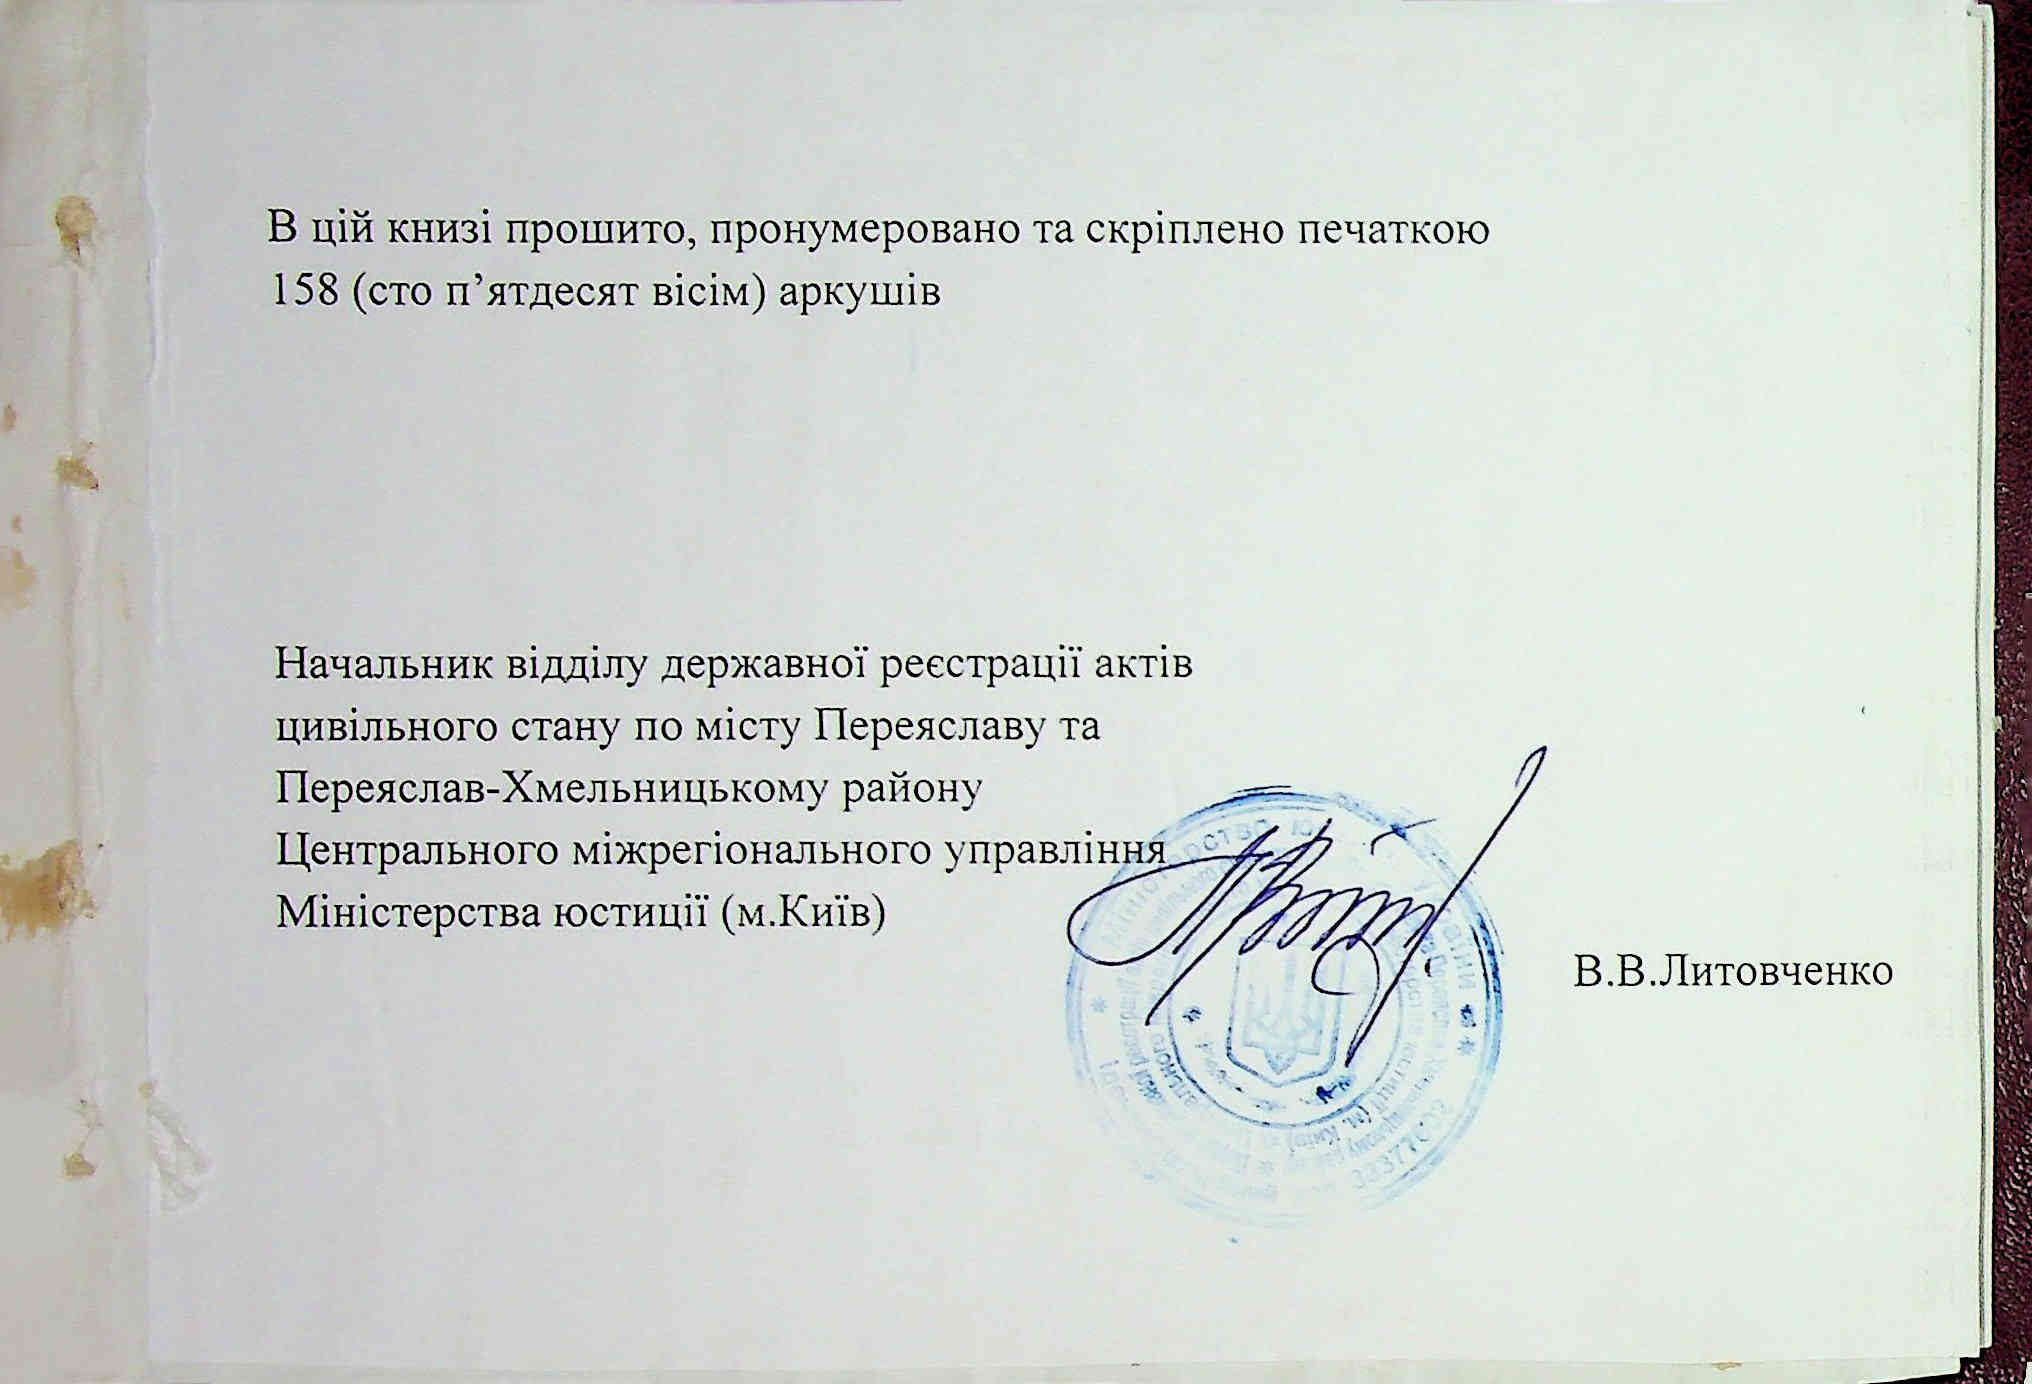 В цій книзі прошито, пронумеровано та скріплено печаткою
158 (сто п’ятдесят вісім) аркушів
Начальник відділу державної реєстрації актів
цивільного стану по місту Переяславу та
Переяслав-Хмельницькому району
Центрального міжрегіонального управління
Міністерства юстиції (м.Київ)
В.В.Литовченко